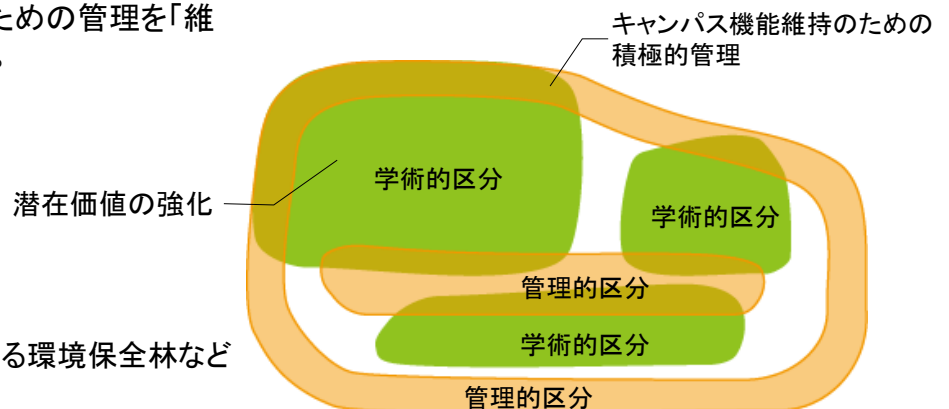 ための管理を「維
。
キャンパス機能維持のための
積極的管理
学術的区分
潜在価値の強化
学術的区分
管理的区分
学術的区分
る環境保全林など
管理的区分